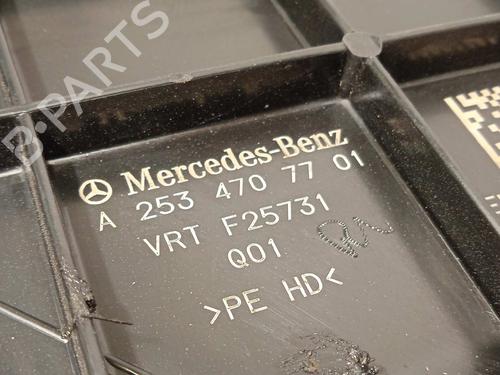 B-PARTS
Mercedes-Benz
A 253 470 77 01
VRT F25731
Q01
>PE HD<